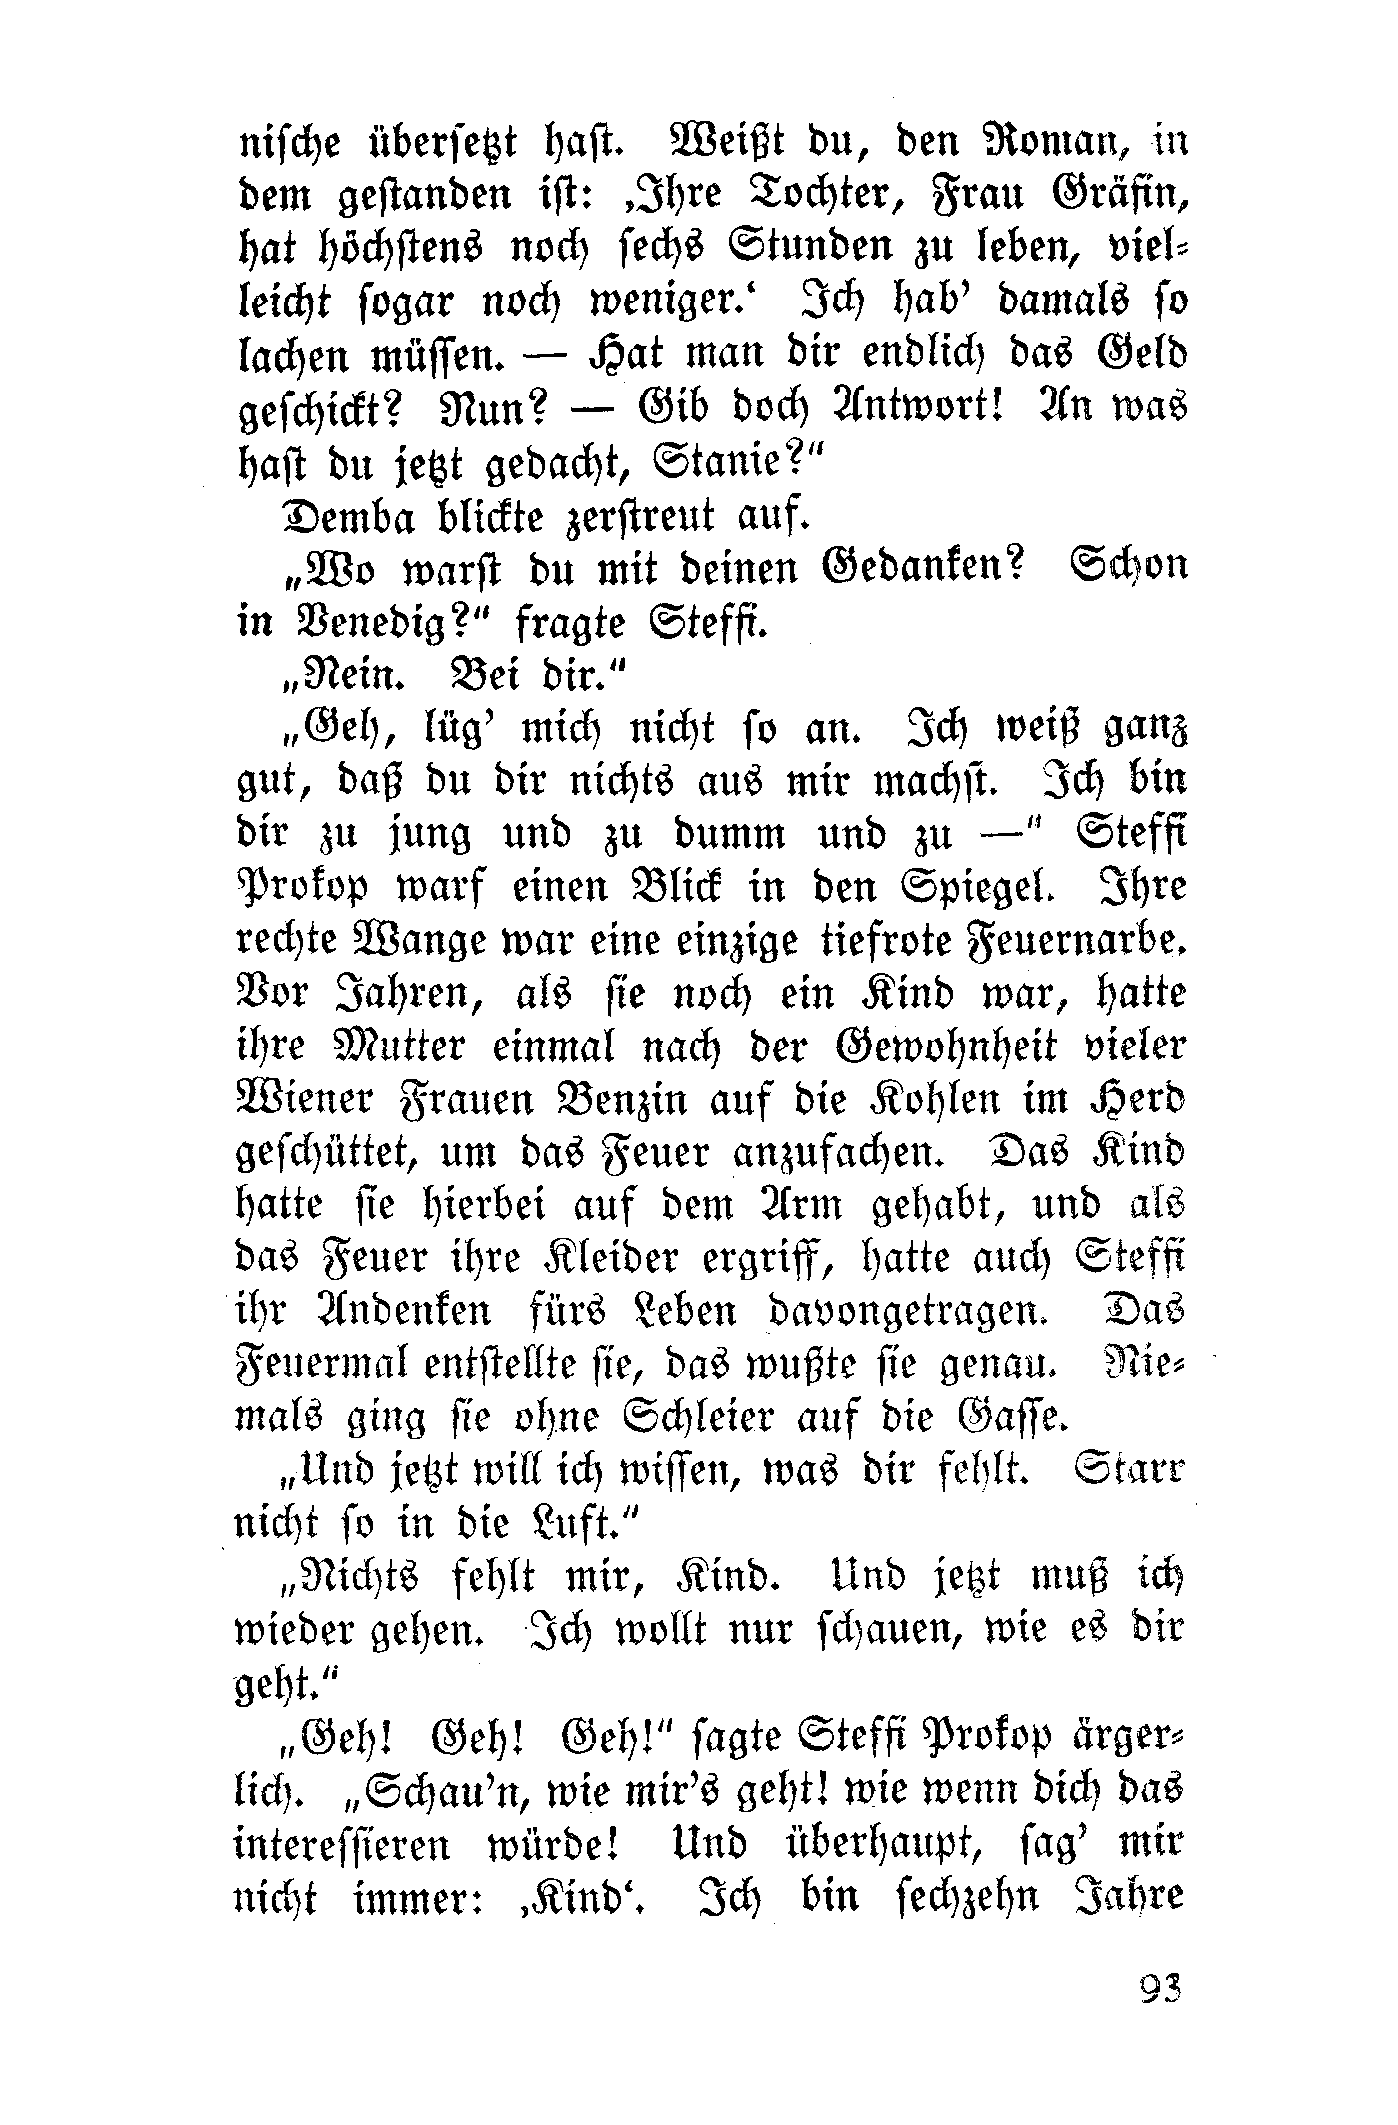 nische übersetzt hast. Weißt du, den Roman, in
dem gestanden ist: ‚Ihre Tochter, Frau Gräfin,
hat höchstens noch sechs Stunden zu leben, viel-
leicht sogar noch weniger.‘ Ich hab’ damals so
lachen müssen. — Hat man dir endlich das Geld
geschickt? Nun? — Gib doch Antwort! An was
hast du jetzt gedacht, Stanie?“
Demba blickte zerstreut auf.
„Wo warst du mit deinen Gedanken? Schon
in Venedig?“ fragte Steffi.
„Nein. Bei dir.“
„Geh, lüg’ mich nicht so an. Ich weiß ganz
gut, daß du dir nichts aus mir machst. Ich bin
dir zu jung und zu dumm und zu —“ Steffi
Prokop warf einen Blick in den Spiegel. Ihre
rechte Wange war eine einzige tiefrote Feuernarbe.
Vor Jahren, als sie noch ein Kind war, hatte
ihre Mutter einmal nach der Gewohnheit vieler
Wiener Frauen Benzin auf die Kohlen im Herd
geschüttet, um das Feuer anzufachen. Das Kind
hatte sie hierbei auf dem Arm gehabt, und als
das Feuer ihre Kleider ergriff, hatte auch Steffi
ihr Andenken fürs Leben davongetragen. Das
Feuermal entstellte sie, das wußte sie genau. Nie-
mals ging sie ohne Schleier auf die Gasse.
„Und jetzt will ich wissen, was dir fehlt. Starr
nicht so in die Luft.“
„Nichts fehlt mir, Kind. Und jetzt muß ich
wieder gehen. Ich wollt nur schauen, wie es dir
geht.“
„Geh! Geh! Geh!“ sagte Steffi Prokop ärger-
lich. „Schau’n, wie mir’s geht! wie wenn dich das
interessieren würde! Und überhaupt, sag’ mir
nicht immer: ‚Kind‘. Ich bin sechzehn Jahre
93